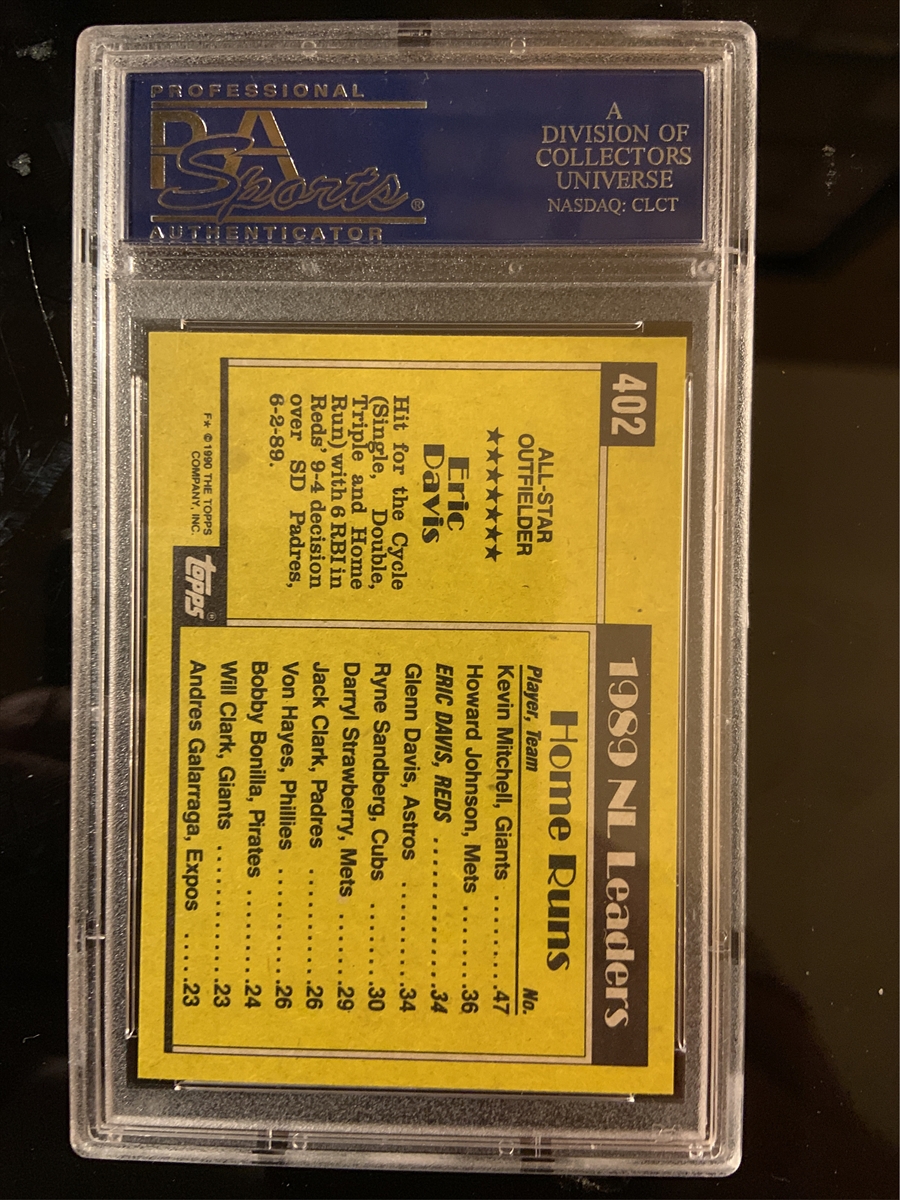 PROFESSIONAL
PSA
Sports®
AUTHENTICATOR
A
DIVISION OF
COLLECTORS
UNIVERSE
NASDAQ: CLCT
402
ALL-STAR
OUTFIELDER
★★★★★★★
Eric
Davis
Hit for the Cycle
(Single, Double,
Triple and Home
Run) with 6 RBI in
Reds' 9-4 decision
over SD Padres,
6-2-89.
F★ ©1990 THE TOPPS
COMPANY, INC.
topps®
1989 NL Leaders
Home Runs
Player, Team No.
Kevin Mitchell, Giants ........47
Howard Johnson, Mets ......36
ERIC DAVIS, REDS ............34
Glenn Davis, Astros .........34
Ryne Sandberg, Cubs .......30
Darryl Strawberry, Mets .....29
Jack Clark, Padres ..........26
Von Hayes, Phillies ..........26
Bobby Bonilla, Pirates .......24
Will Clark, Giants ............23
Andres Galarraga, Expos ....23